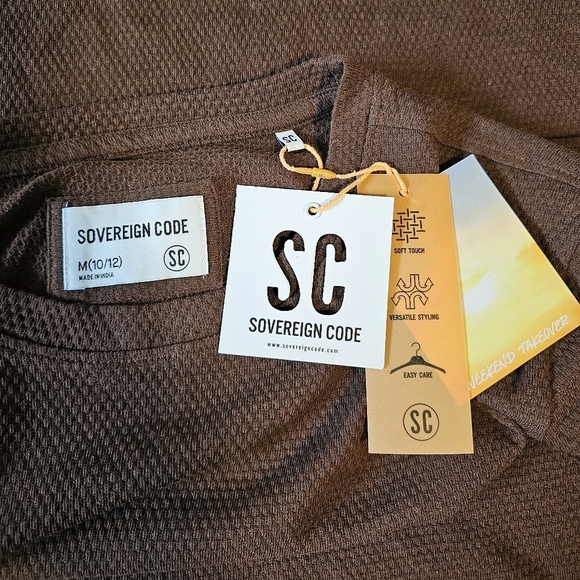 SOVEREIGN CODE
M(10/12)
MADE IN INDIA
SC
SC
SC
SOVEREIGN CODE
www.sovereigncode.com
SOFT TOUCH
VERSATILE STYLING
EASY CARE
SC
WEEKEND TAKEOVER